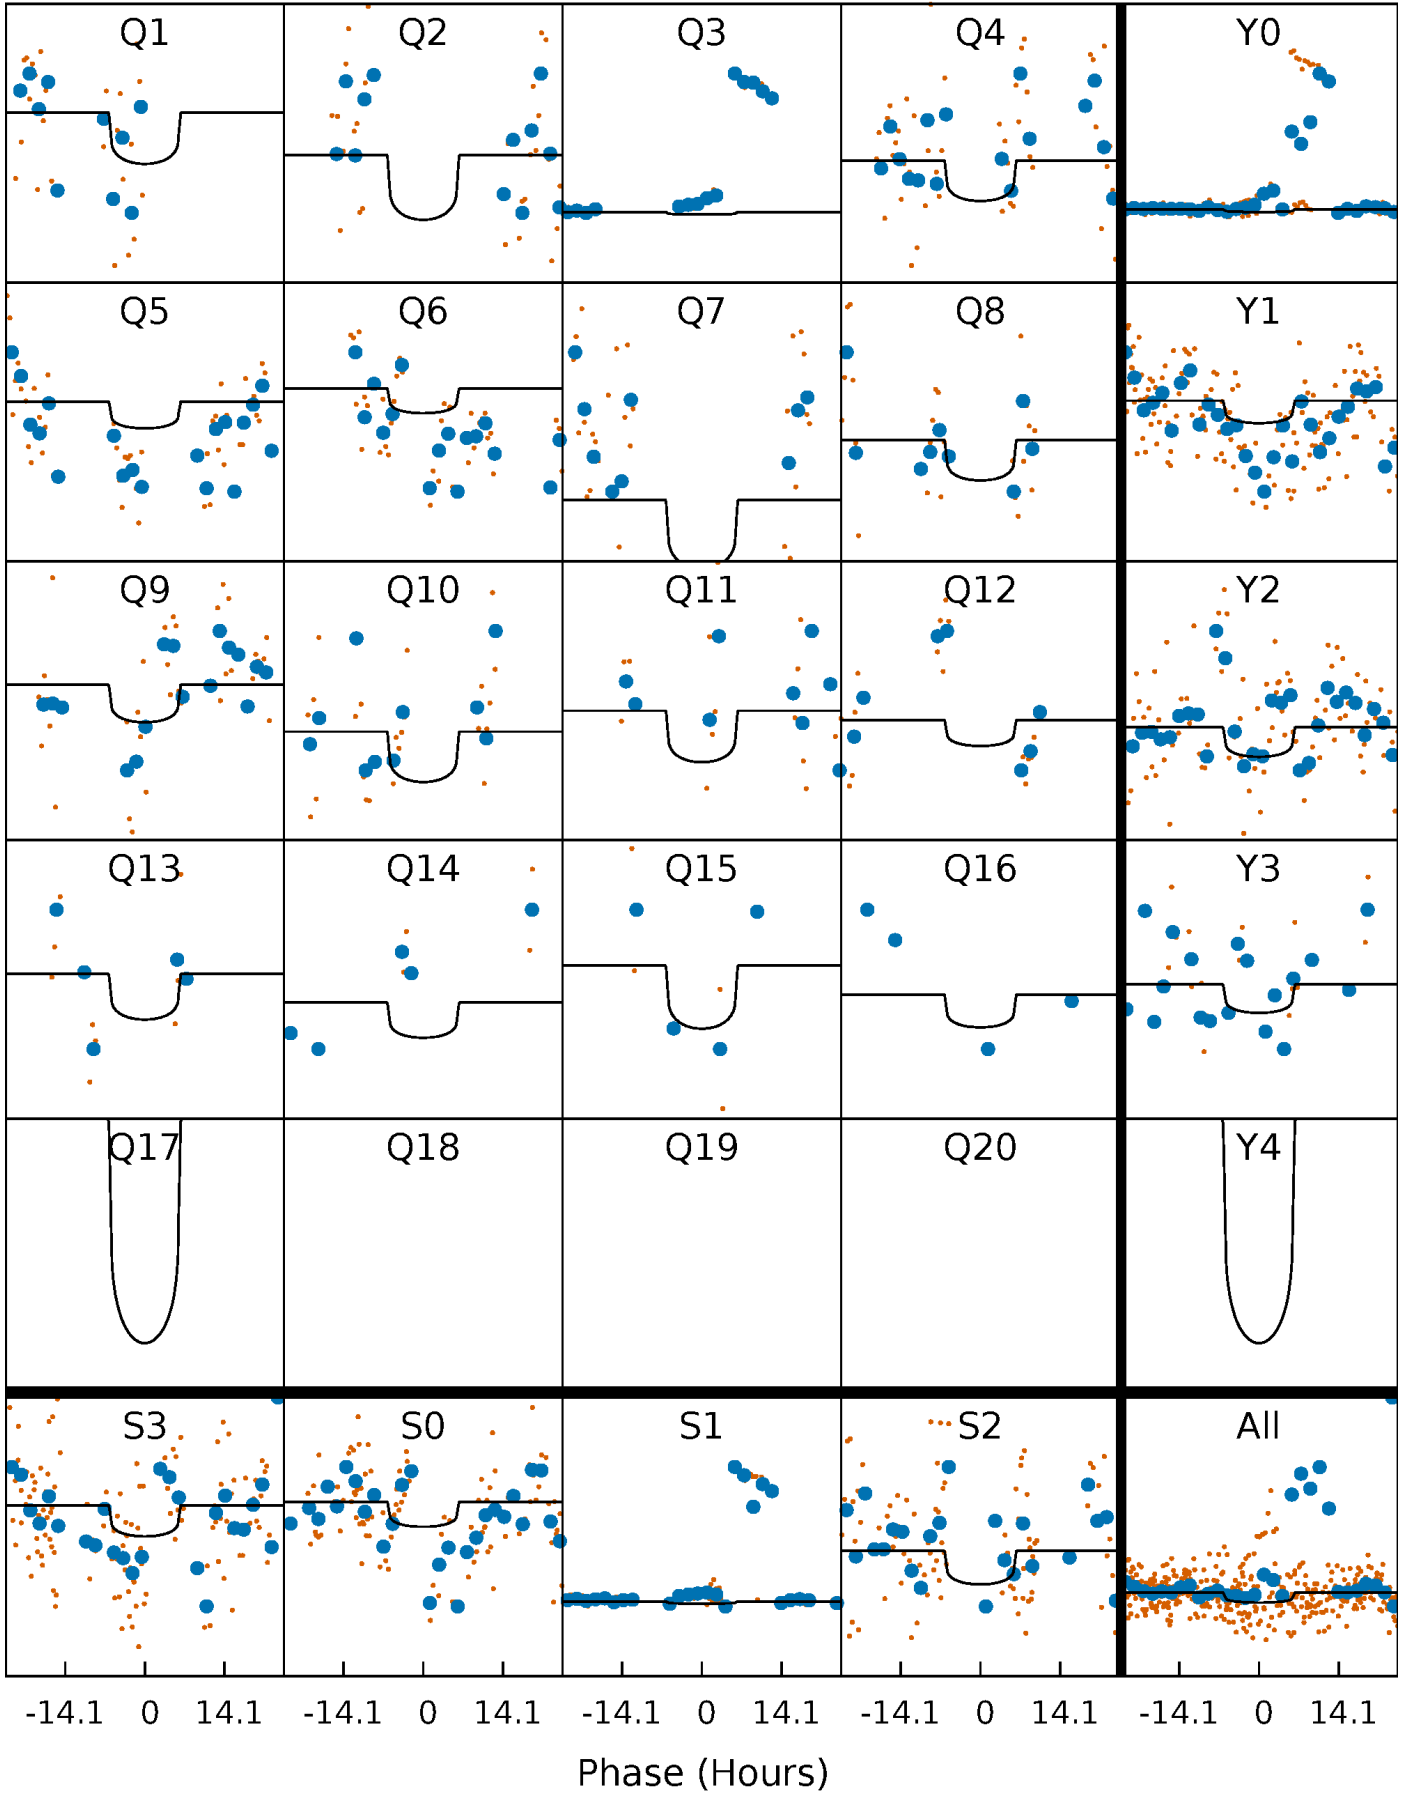 Q1 Q2 Q3 Q4 Y0
Q5 Q6 Q7 Q8 Y1
Q9 Q10 Q11 Q12 Y2
Q13 Q14 Q15 Q16 Y3
Q17 Q18 Q19 Q20 Y4
S3 S0 S1 S2 All
-14.1 0 14.1 -14.1 0 14.1 -14.1 0 14.1 -14.1 0 14.1 -14.1 0 14.1
Phase (Hours)